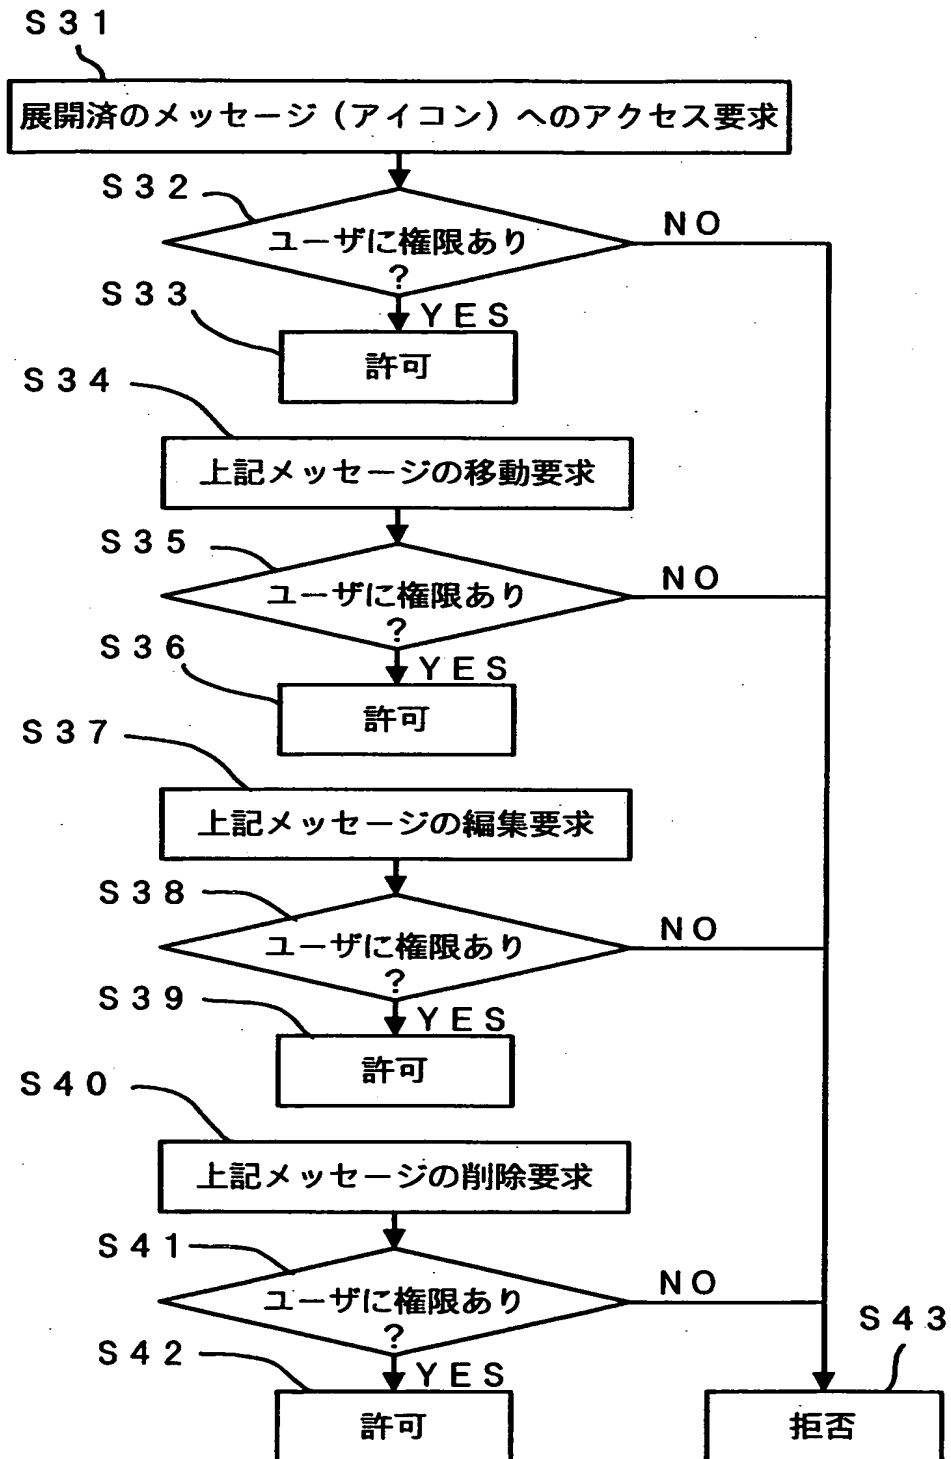 S31
展開済のメッセージ(アイコン)へのアクセス要求
S32
ユーザに権限あり
?
NO
S33
YES
許可
S34
上記メッセージの移動要求
S35
ユーザに権限あり
?
NO
S36
YES
許可
S37
上記メッセージの編集要求
S38
ユーザに権限あり
?
NO
S39
YES
許可
S40
上記メッセージの削除要求
S41
ユーザに権限あり
?
NO
S42
YES
S43
許可
拒否